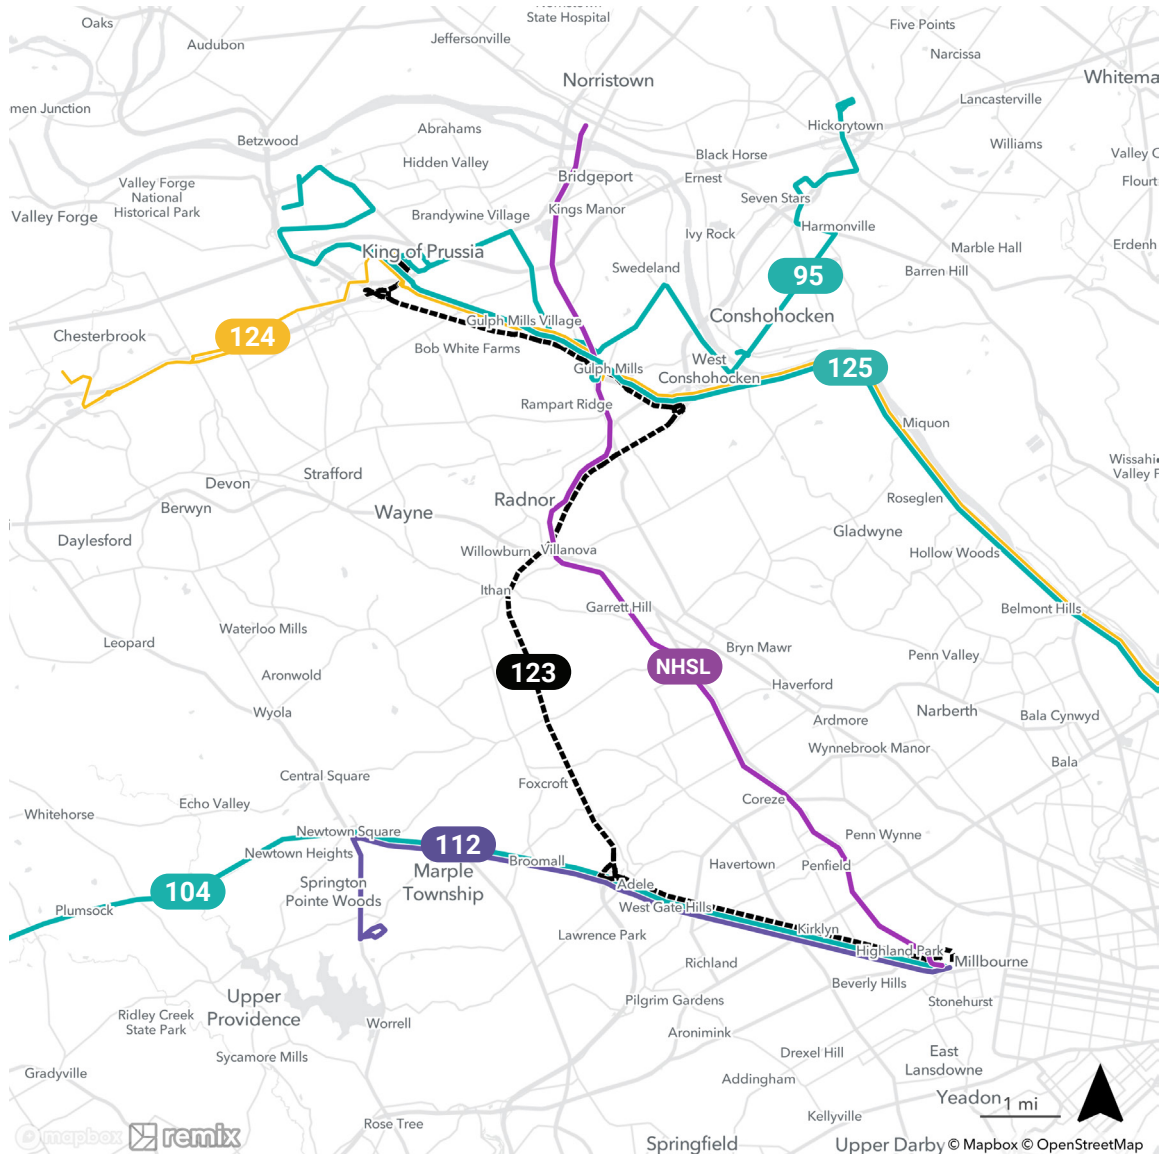 Norristown
State Hospital
Oaks
Five Points
Audubon
Jeffersonville
Narcissa
Norristown
Whitema
men Junction
Lancasterville
Betzwood
Abrahams
Hickorytown
Williams
Hidden Valley
Black Horse
Valley C
Valley Forge
National
Historical Park
Ernest
Bridgeport
Flourt
Seven Stars
Valley Forge
Brandywine Village
Kings Manor
Harmonville
Ivy Rock
King of Prussia
Marble Hall
Erdenh
Swedeland
95
Barren Hill
Conshohocken
Chesterbrook
124
Gulph Mills Village
Bob White Farms
West
Conshohocken
Gulph Mills
125
Rampart Ridge
Miquon
Wissahi
Valley F
Strafford
Devon
Radnor
Roseglen
Berwyn
Wayne
Gladwyne
Daylesford
Willowburn
Villanova
Hollow Woods
Ithan
Garrett Hill
Belmont Hills
Waterloo Mills
Leopard
Bryn Mawr
Penn Valley
123
NHSL
Aronwold
Haverford
Wyola
Ardmore
Narberth
Bala Cynwyd
Wynnebrook Manor
Bala
Central Square
Foxcroft
Echo Valley
Coreze
Whitehorse
Newtown Square
112
Penn Wynne
Newtown Heights
Broomall
Havertown
Penfield
Marple
Township
104
Springton
Pointe Woods
Adele
Plumsock
West Gate Hills
Kirklyn
Lawrence Park
Highland Park
Millbourne
Richland
Beverly Hills
Upper
Providence
Pilgrim Gardens
Stonehurst
Ridley Creek
State Park
Worrell
Aronimink
Sycamore Mills
Drexel Hill
East
Lansdowne
Gradyville
Addingham
Yeadon
1 mi
Kellyville
Rose Tree
mapbox
remix
Springfield
Upper Darby
© Mapbox © OpenStreetMap